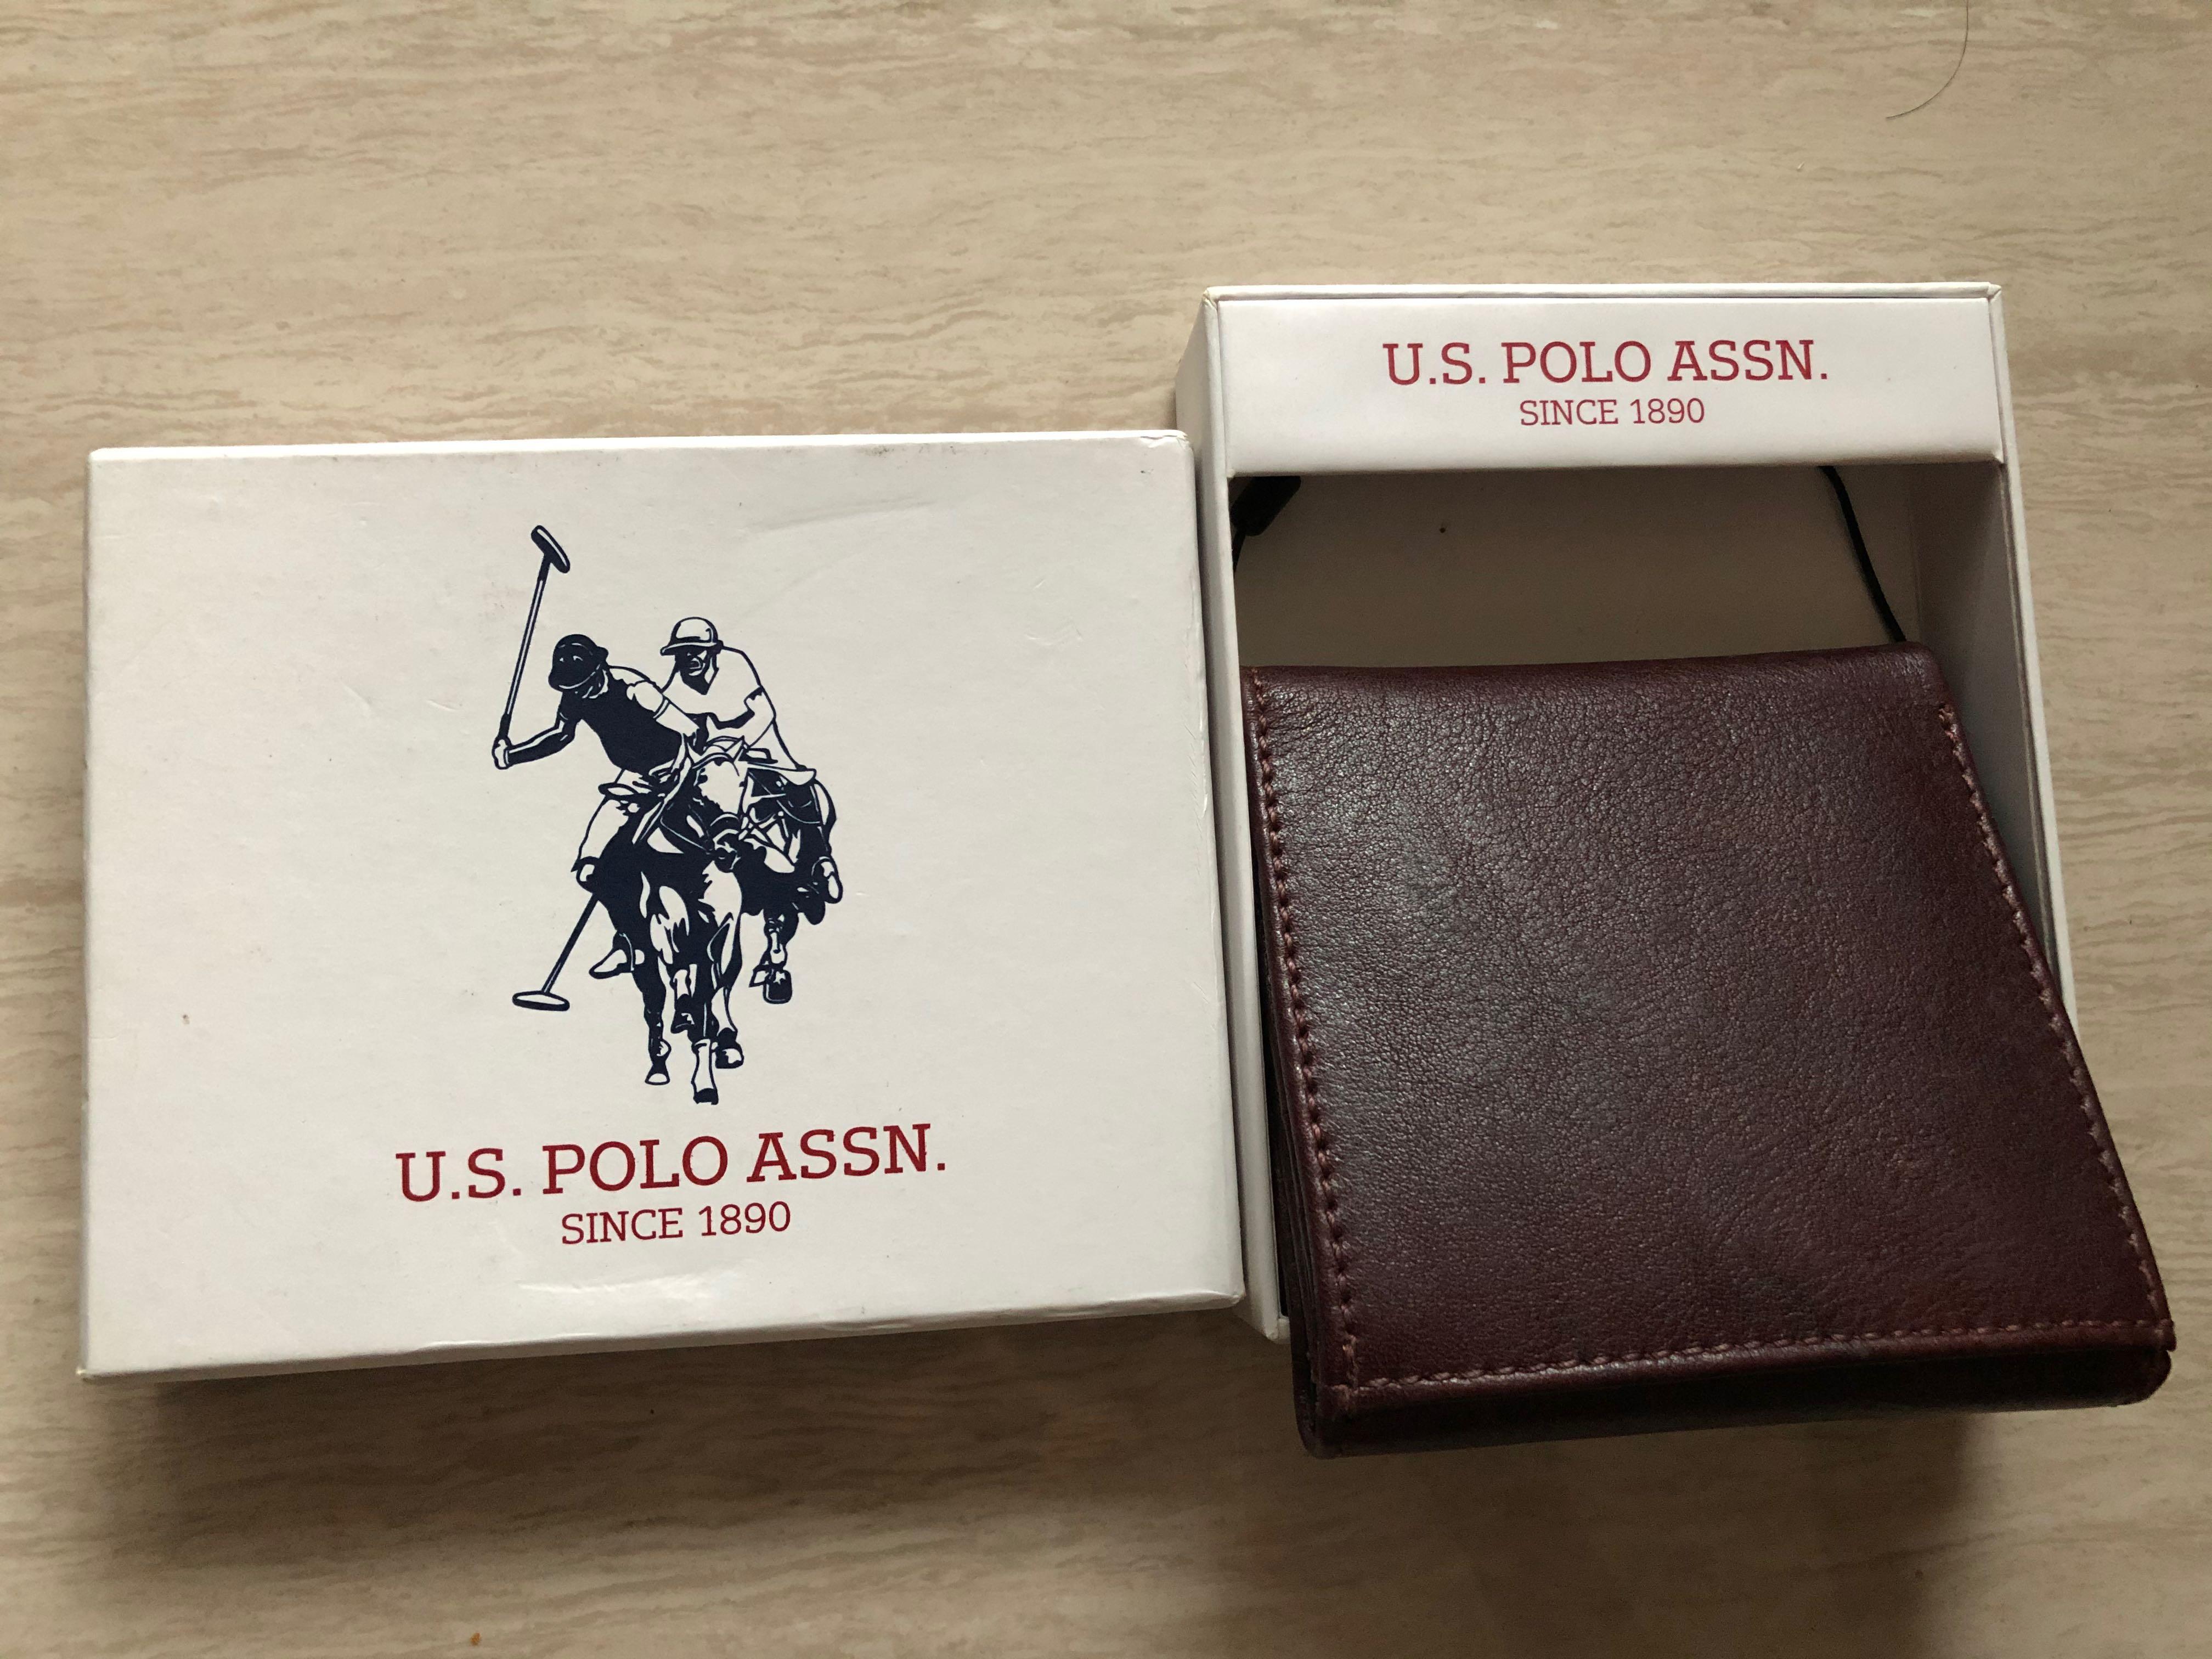 U.S. POLO ASSN.
SINCE 1890
U.S. POLO ASSN.
SINCE 1890